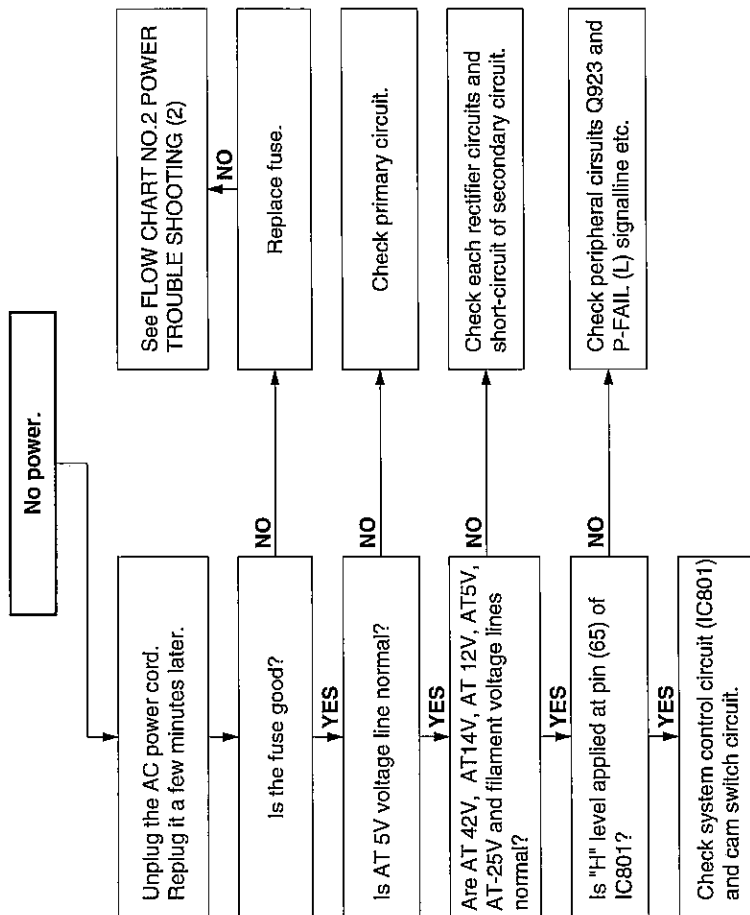 No power.
Unplug the AC power cord.
Replug it a few minutes later.
See FLOW CHART NO.2 POWER
TROUBLE SHOOTING (2)
NO
Is the fuse good?
NO
Replace fuse.
YES
Is AT 5V voltage line normal?
NO
Check primary circuit.
YES
Are AT 42V, AT14V, AT 12V, AT5V,
AT-25V and filament voltage lines
normal?
NO
Check each rectifier circuits and
short-circuit of secondary circuit.
YES
Is "H" level applied at pin (65) of
IC801?
NO
Check peripheral cirsuits Q923 and
P-FAIL (L) signalline etc.
YES
Check system control circuit (IC801)
and cam switch circuit.